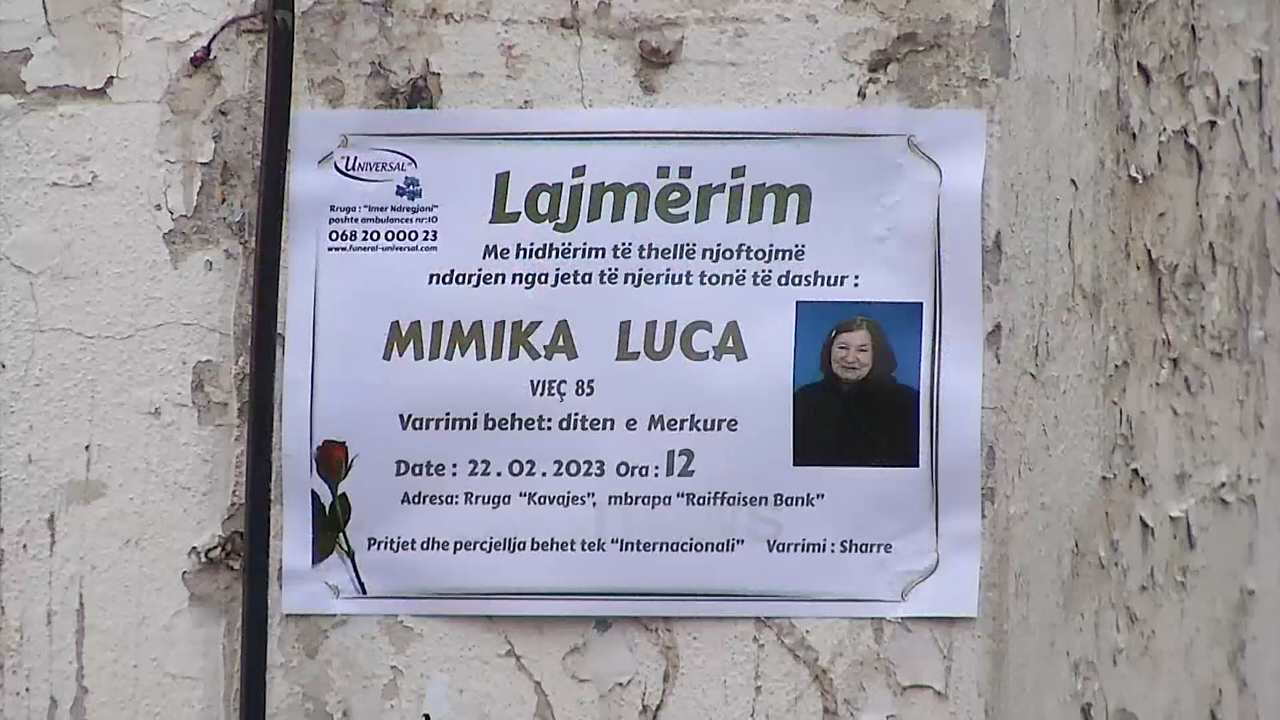 "UNIVERSAL"
Rruga : "Imer Ndregjoni"
poshte ambulances nr:10
068 20 000 23
www.funeral-universal.com
Lajmërim
Me hidhërim të thellë njoftojmë
ndarjen nga jeta të njeriut tonë të dashur :
MIMIKA LUCA
VJEÇ 85
Varrimi behet: diten e Merkure
Date : 22.02.2023 Ora : 12
Adresa: Rruga "Kavajes", mbrapa "Raiffaisen Bank"
Pritjet dhe percjellja behet tek "Internacionali" Varrimi : Sharre